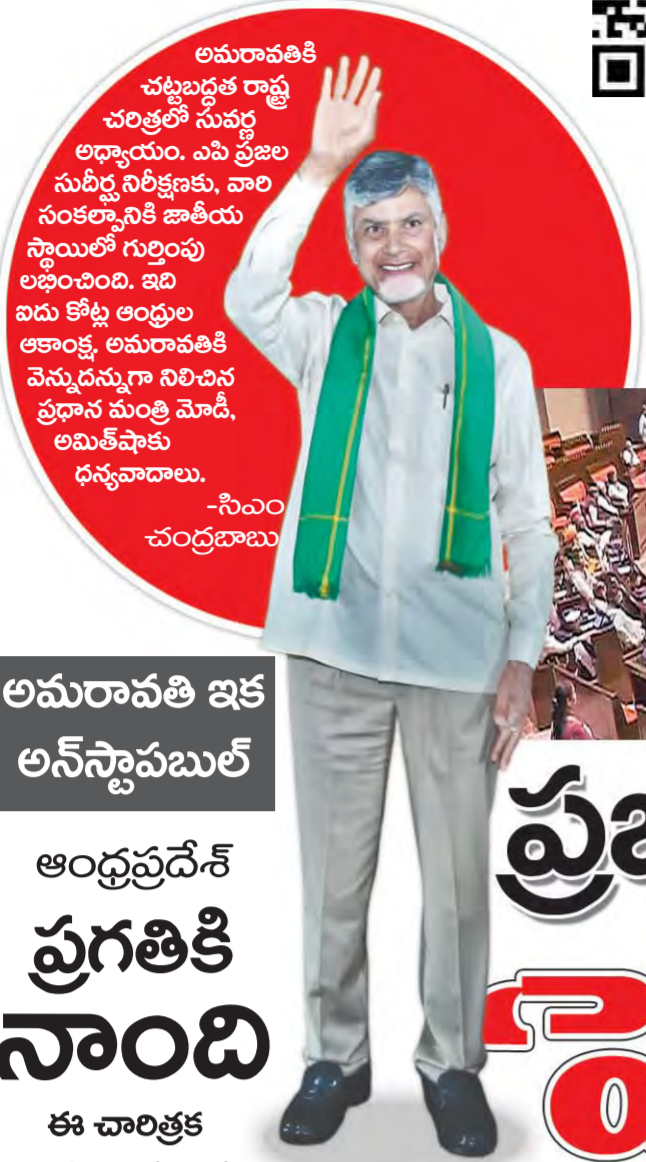 అమరావతికి
చట్టబద్ధత రాష్ట్ర
చరిత్రలో సువర్ణ
అధ్యాయం. ఎపి ప్రజల
సుదీర్ఘ నిరీక్షణకు, వారి
సంకల్పానికి జాతీయ
స్థాయిలో గుర్తింపు
లభించింది. ఇది
ఐదు కోట్ల ఆంధ్రుల
ఆకాంక్ష. అమరావతికి
వెన్నుదన్నుగా నిలిచిన
ప్రధాన మంత్రి మోడీ,
అమిత్‌షాకు
ధన్యవాదాలు.
-సిఎం
చంద్రబాబు
అమరావతి ఇక
అన్‌స్టాపబుల్
ఆంధ్రప్రదేశ్
ప్రగతికి
నాంది
ఈ చారిత్రక